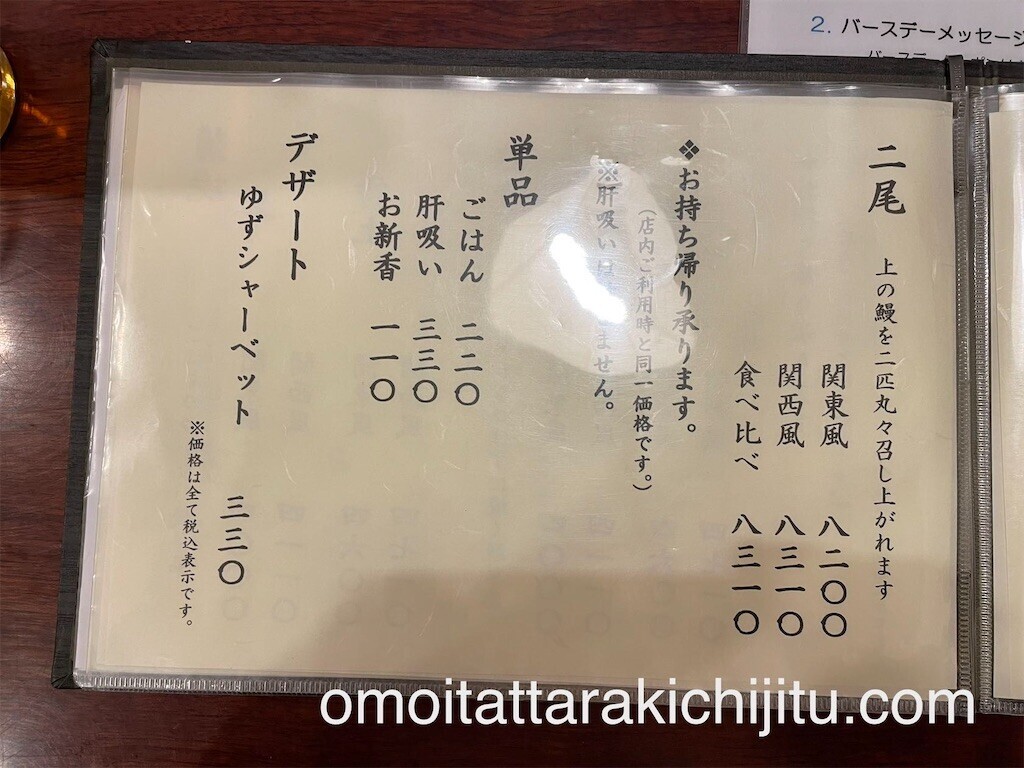 2. バースデーメッセージ
二尾
上の鰻を二匹丸々召し上がれます
関東風 八二〇〇
関西風 八三一〇
食べ比べ 八三一〇
❖お持ち帰り承ります。
（店内ご利用時と同一価格です。）
※肝吸いは ません。
単品
ごはん 二二〇
肝吸い 三三〇
お新香 一一〇
デザート
ゆずシャーベット 三三〇
※価格は全て税込表示です。
omoitattarakichijitu.com